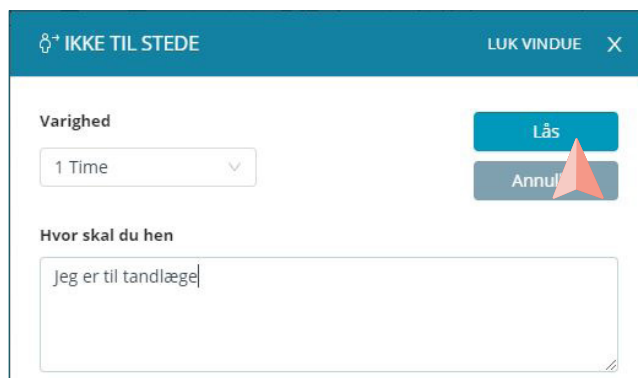 IKKE TIL STEDE
LUK VINDUE X
Varighed
Lås
1 Time
Hvor skal du hen
Jeg er til tandlæge